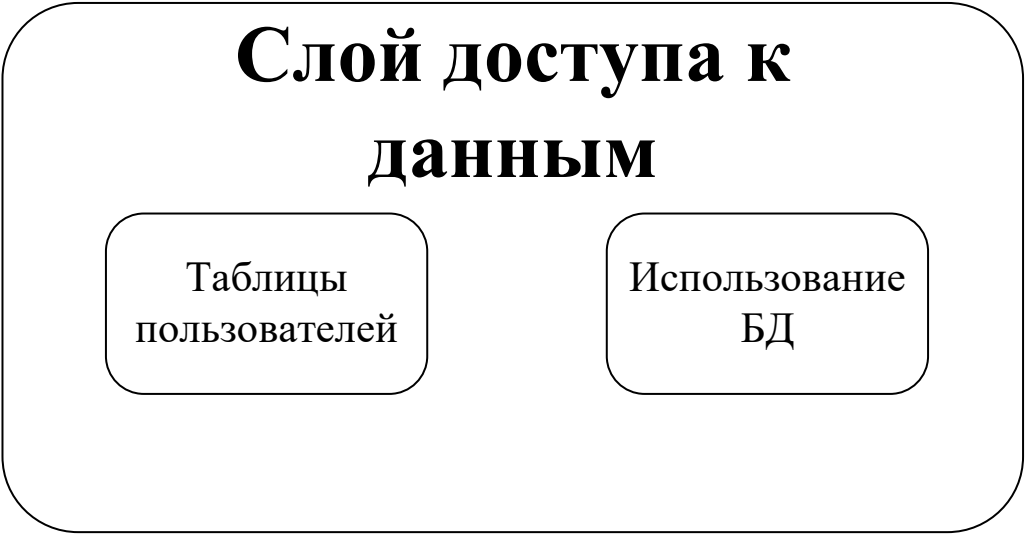 Слой доступа к
данным
Таблицы
пользователей
Использование
БД